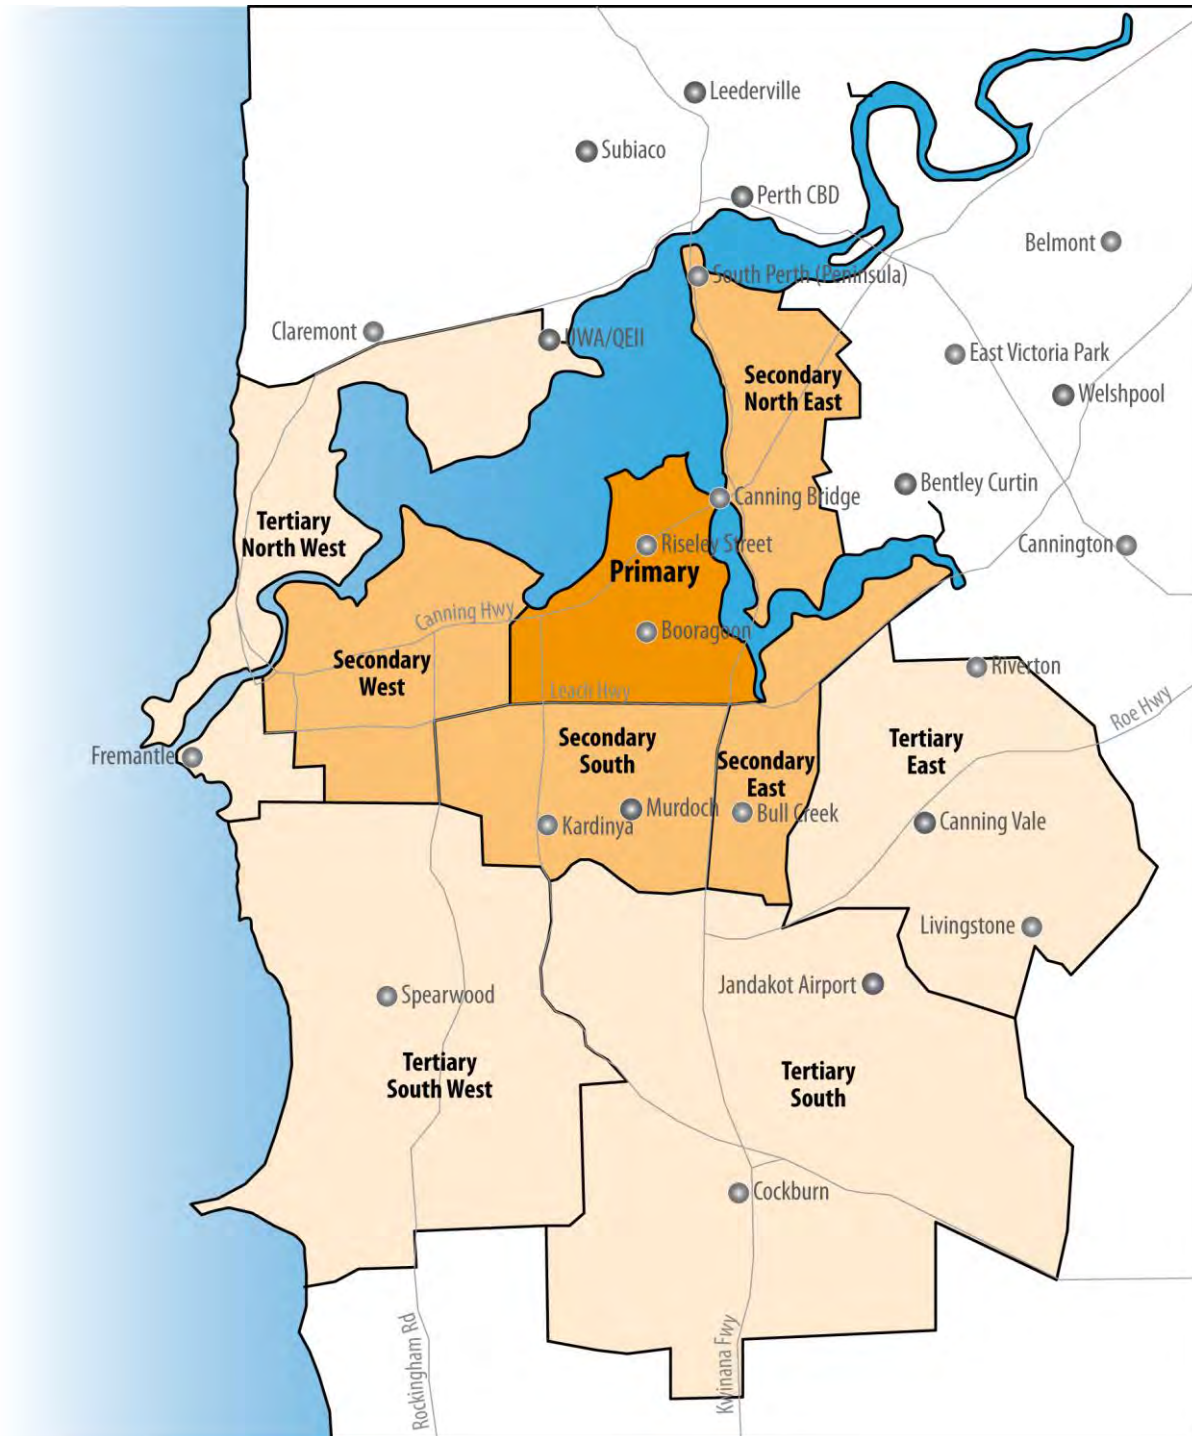 Leederville
Subiaco
Perth CBD
Belmont
South Perth (Peninsula)
Claremont
UWA/QEII
East Victoria Park
Secondary
North East
Welshpool
Bentley Curtin
Canning Bridge
Tertiary
North West
Riseley Street
Cannington
Primary
Canning Hwy
Booragoon
Secondary
West
Riverton
Leach Hwy
Roe Hwy
Secondary
South
Tertiary
East
Fremantle
Secondary
East
Murdoch
Bull Creek
Kardinya
Canning Vale
Livingstone
Jandakot Airport
Spearwood
Tertiary
South West
Tertiary
South
Cockburn
Rockingham Rd
Kwinana Fwy